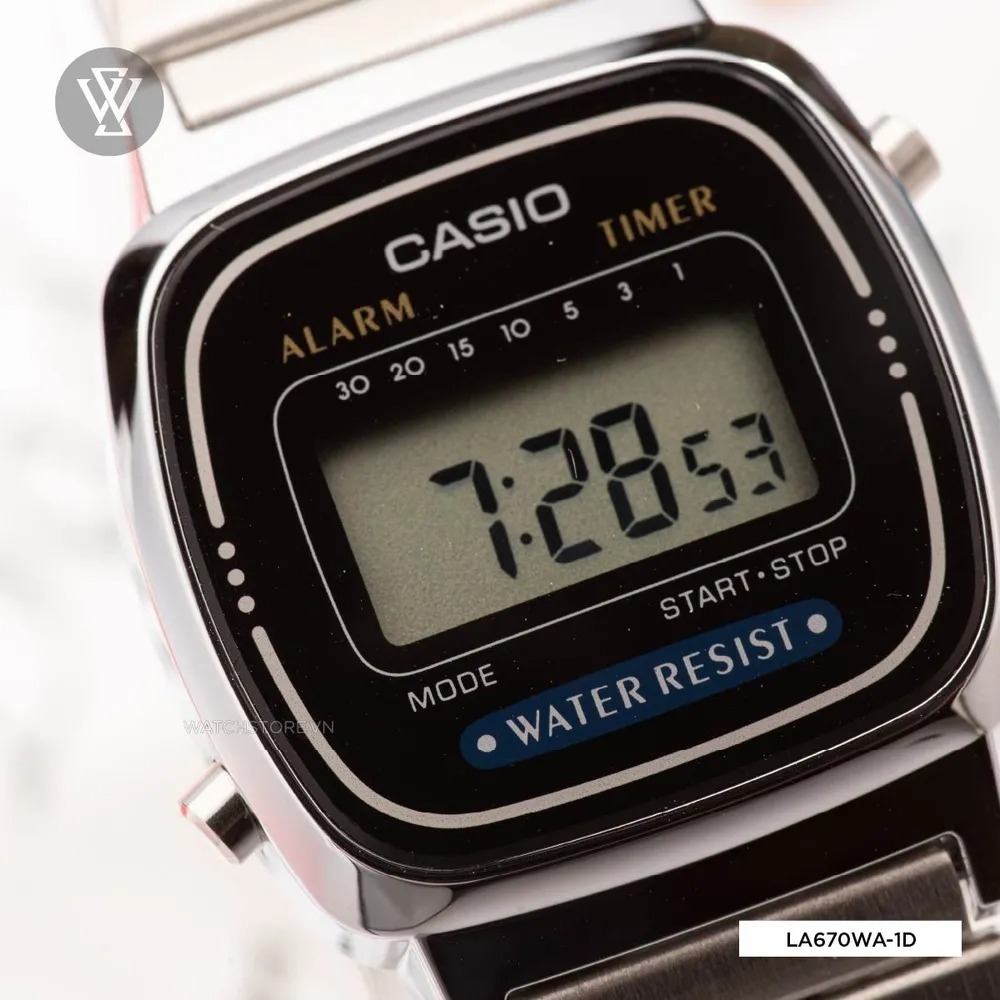 CASIO
TIMER
ALARM
30 20 15 10 5 3 1
7:28 53
START•STOP
MODE
WATER RESIST
WATCHSTORE.VN
LA670WA-1D